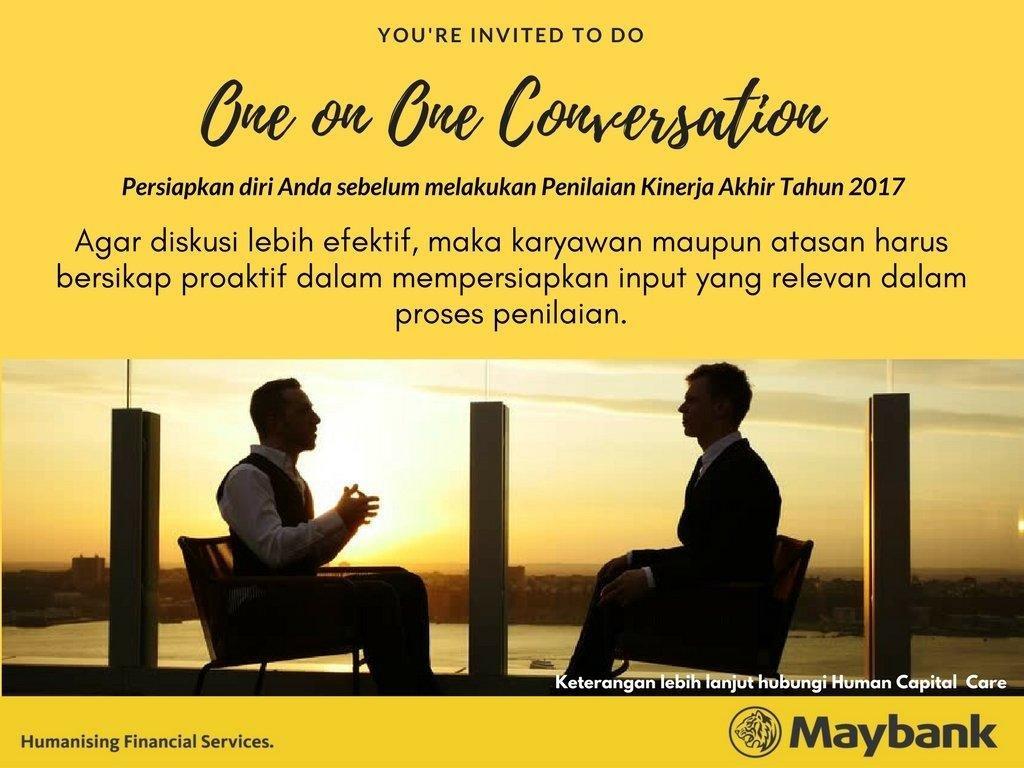 YOU'RE INVITED TO DO
One on One Conversation
Persiapkan diri Anda sebelum melakukan Penilaian Kinerja Akhir Tahun 2017
Agar diskusi lebih efektif, maka karyawan maupun atasan harus
bersikap proaktif dalam mempersiapkan input yang relevan dalam
proses penilaian.
Keterangan lebih lanjut hubungi Human Capital Care
Humanising Financial Services.
Maybank